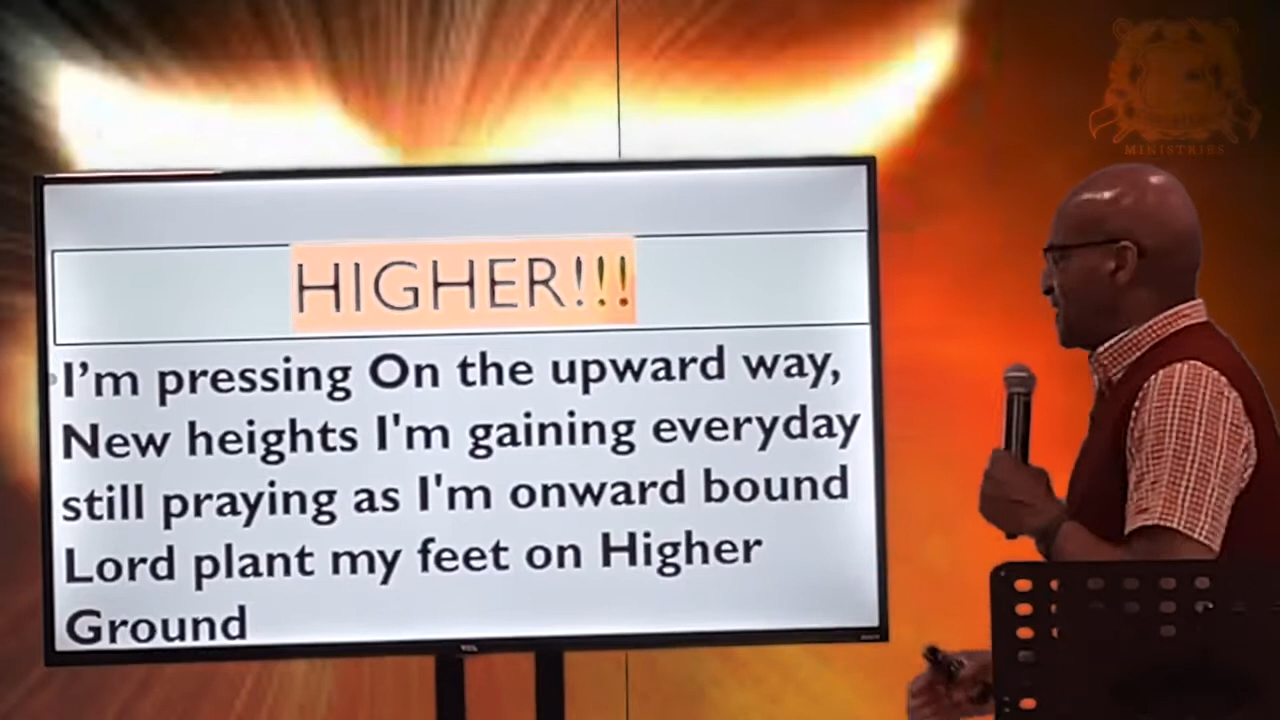 MINISTRIES
HIGHER!!!
I'm pressing On the upward way,
New heights I'm gaining everyday
still praying as I'm onward bound
Lord plant my feet on Higher
Ground
TCL